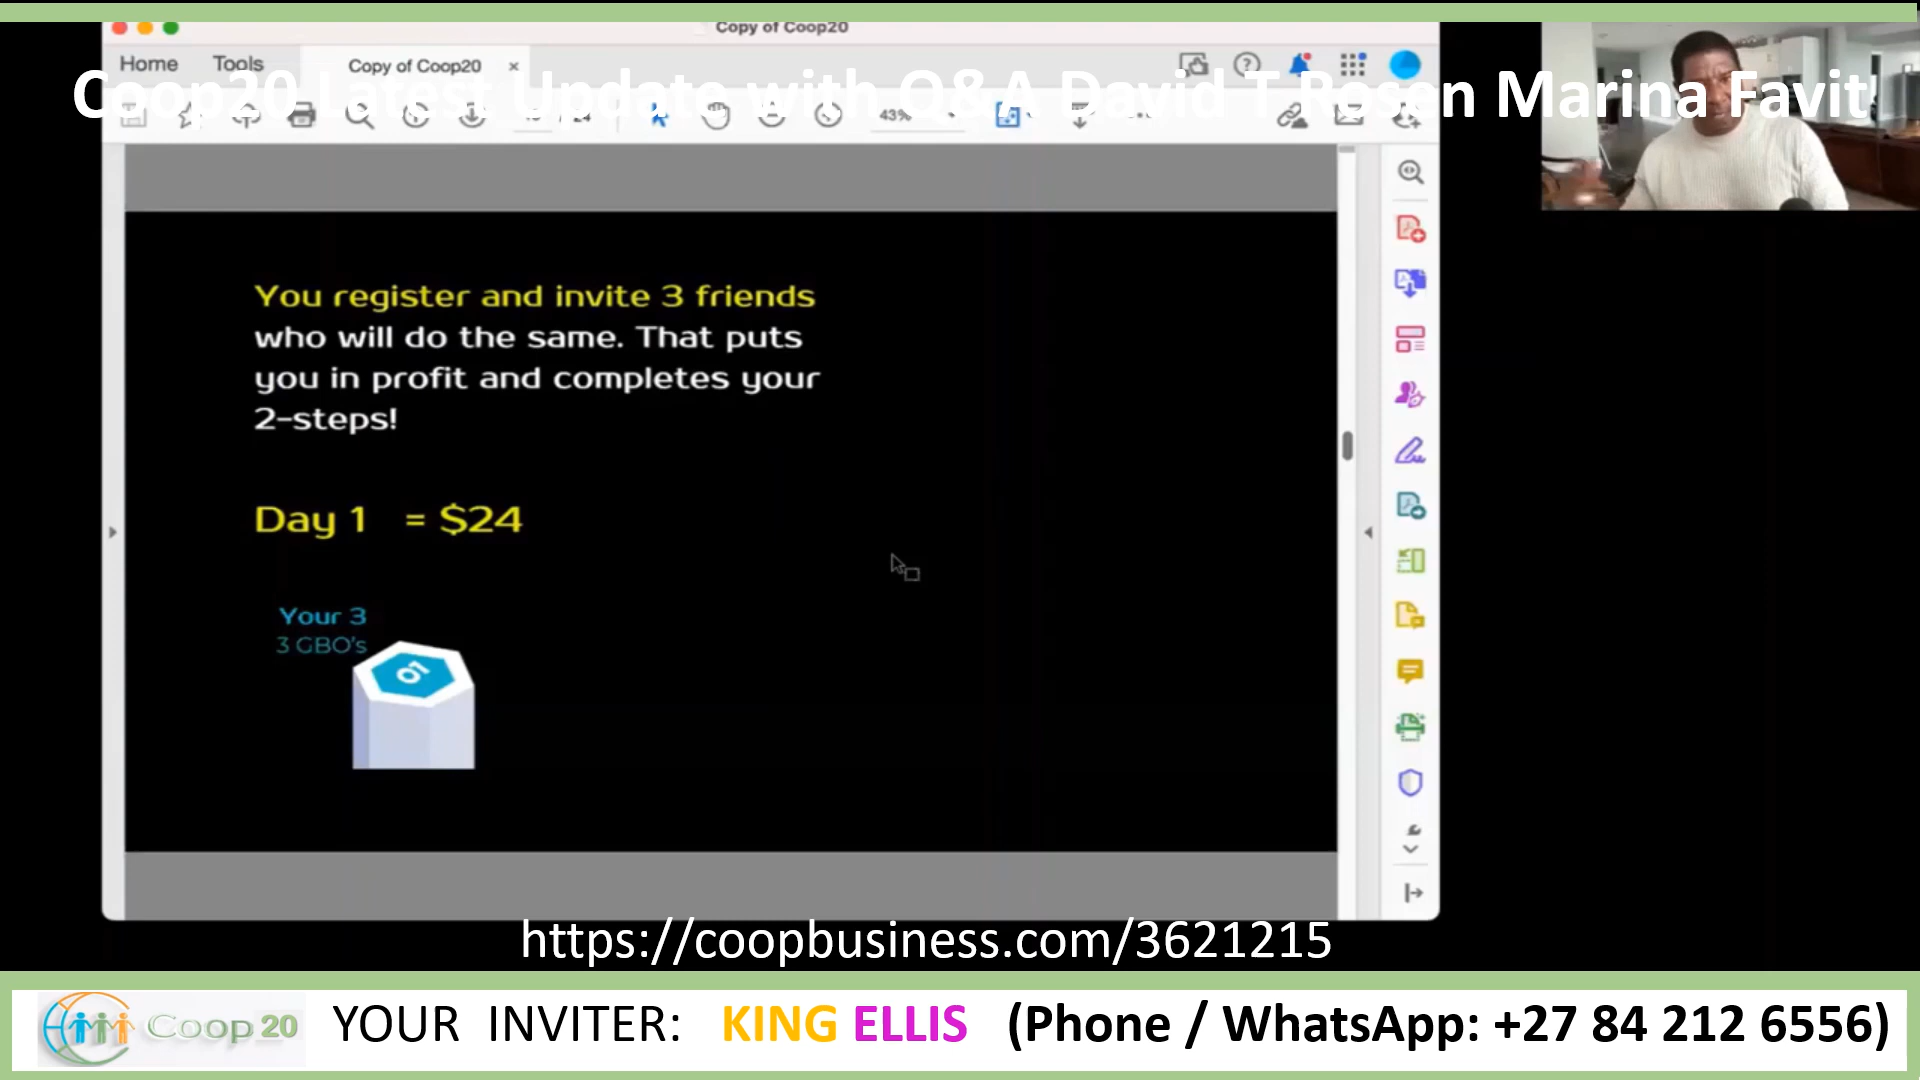 Copy of Coop20
Home Tools Copy of Coop20 ×
Coop20 Latest Update with Q&A David T Rosen Marina Favit
43%
You register and invite 3 friends
who will do the same. That puts
you in profit and completes your
2-steps!
Day 1 = $24
Your 3
3 GBO's
01
https://coopbusiness.com/3621215
Coop 20 YOUR INVITER: KING ELLIS (Phone / WhatsApp: +27 84 212 6556)